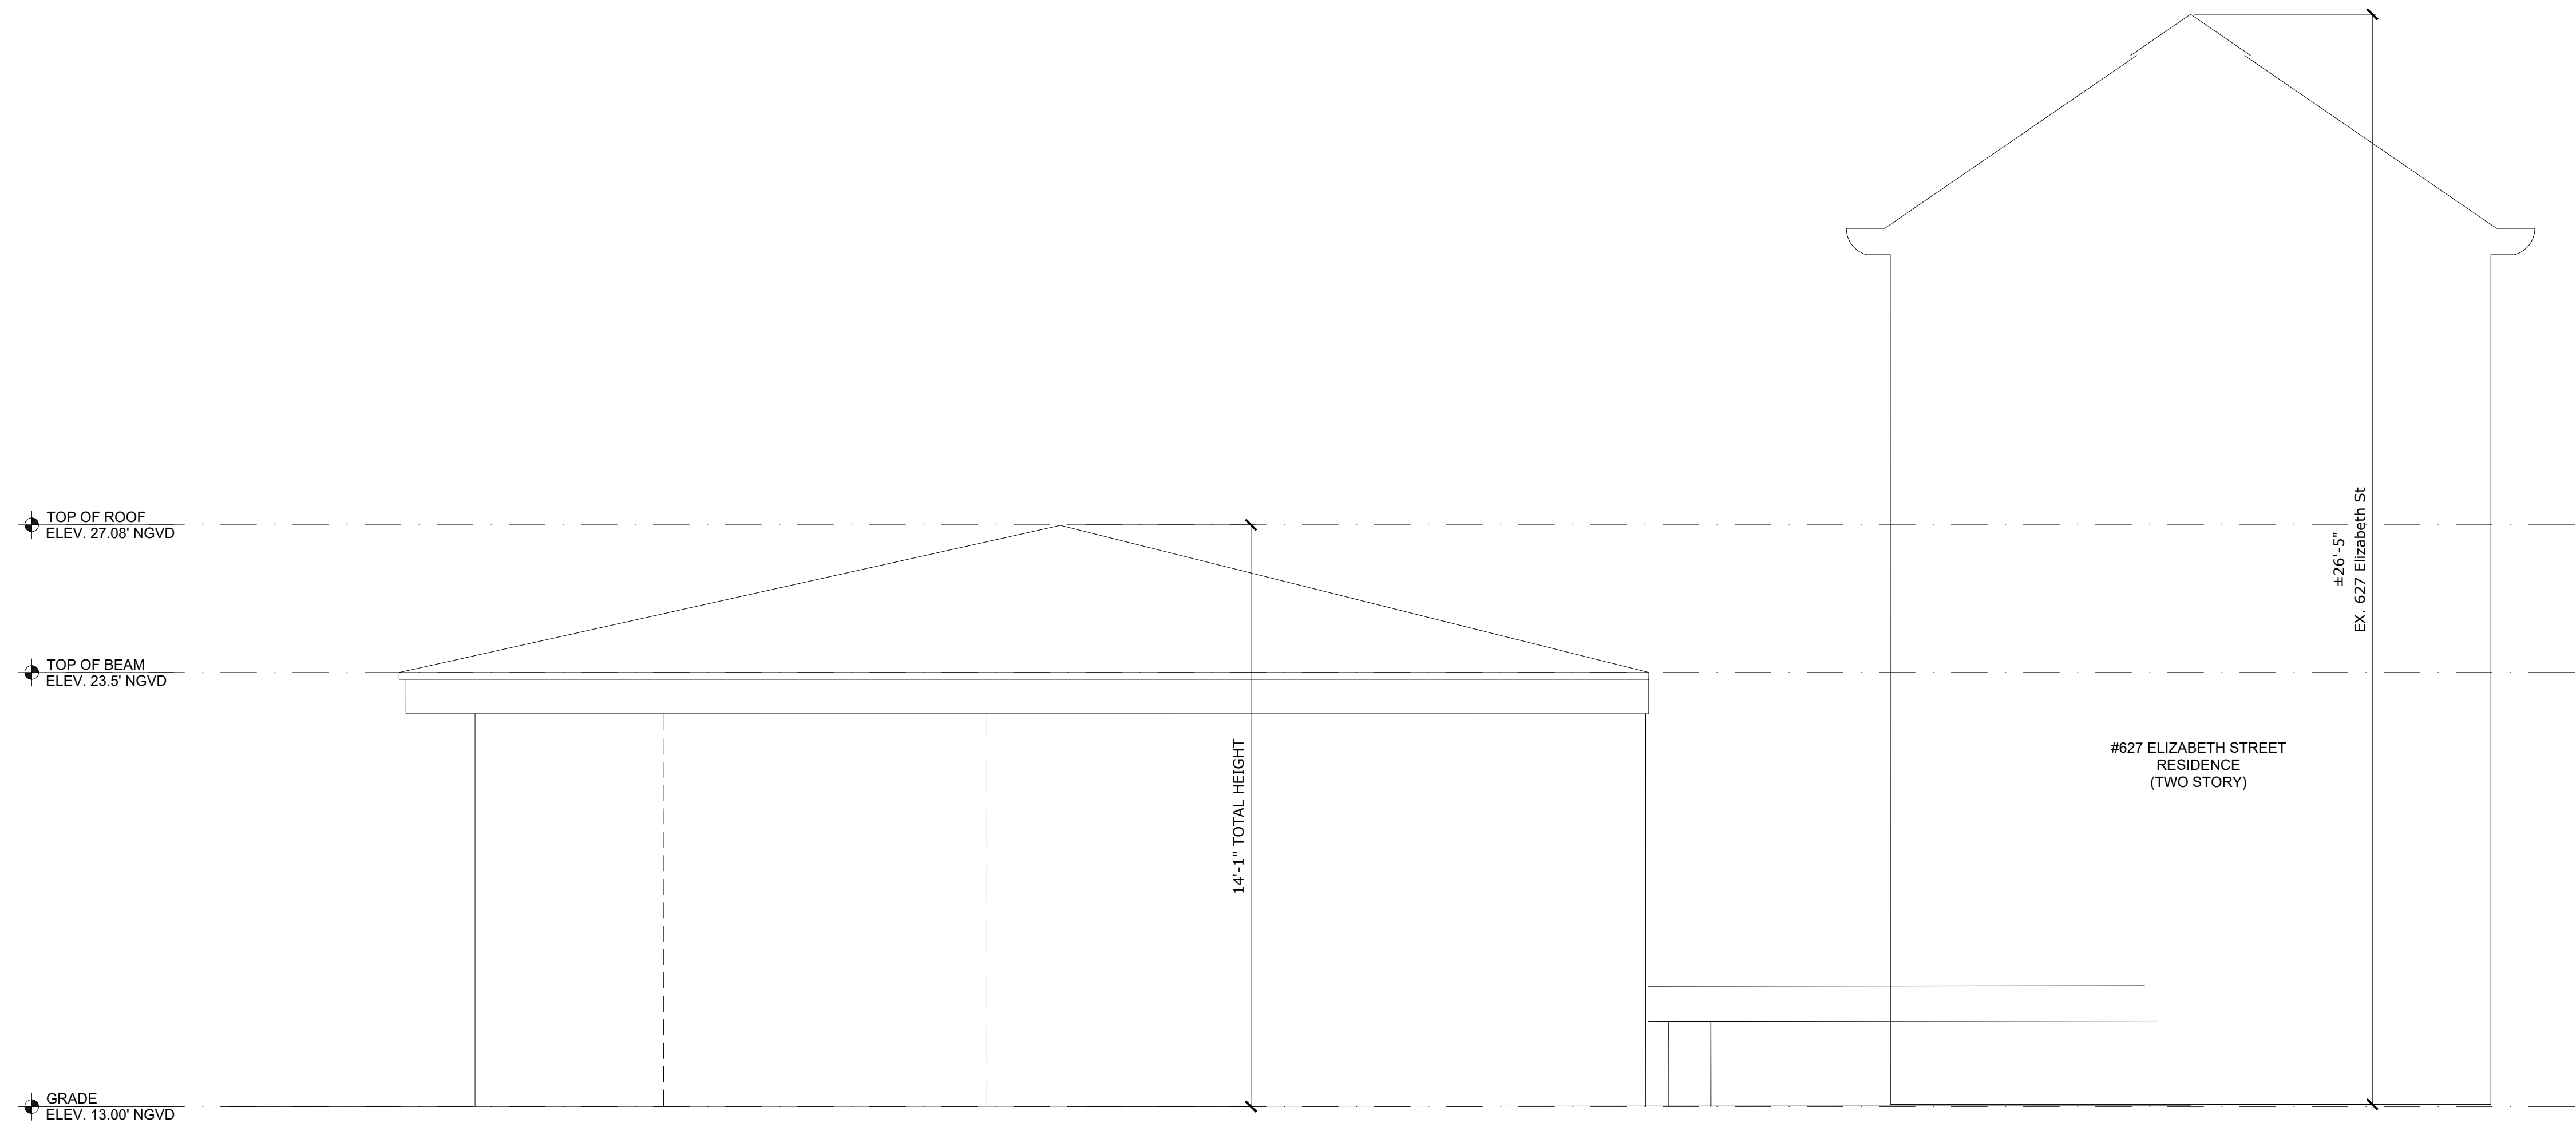 TOP OF ROOF
ELEV. 27.08' NGVD
TOP OF BEAM
ELEV. 23.5' NGVD
GRADE
ELEV. 13.00' NGVD
14'-1" TOTAL HEIGHT
±26'-5"
EX. 627 Elizabeth St
#627 ELIZABETH STREET
RESIDENCE
(TWO STORY)